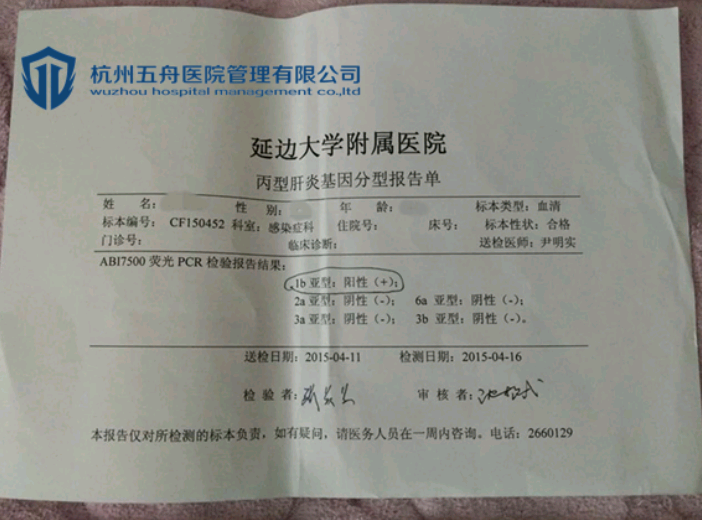 杭州五舟医院管理有限公司
wuzhou hospital management co.,ltd
延边大学附属医院
丙型肝炎基因分型报告单
姓 名: 性 别: 年 龄: 标本类型: 血清
标本编号: CF150452 科室: 感染症科 住院号: 床号: 标本性状: 合格
门诊号: 临床诊断: 送检医师: 尹明实
ABI7500 荧光 PCR 检验报告结果:
1b 亚型: 阳性 (+);
2a 亚型: 阴性 (-); 6a 亚型: 阴性 (-);
3a 亚型: 阴性 (-); 3b 亚型: 阴性 (-)。
送检日期: 2015-04-11 检测日期: 2015-04-16
检 验 者: 审 核 者:
本报告仅对所检测的标本负责，如有疑问，请医务人员在一周内咨询。电话: 2660129